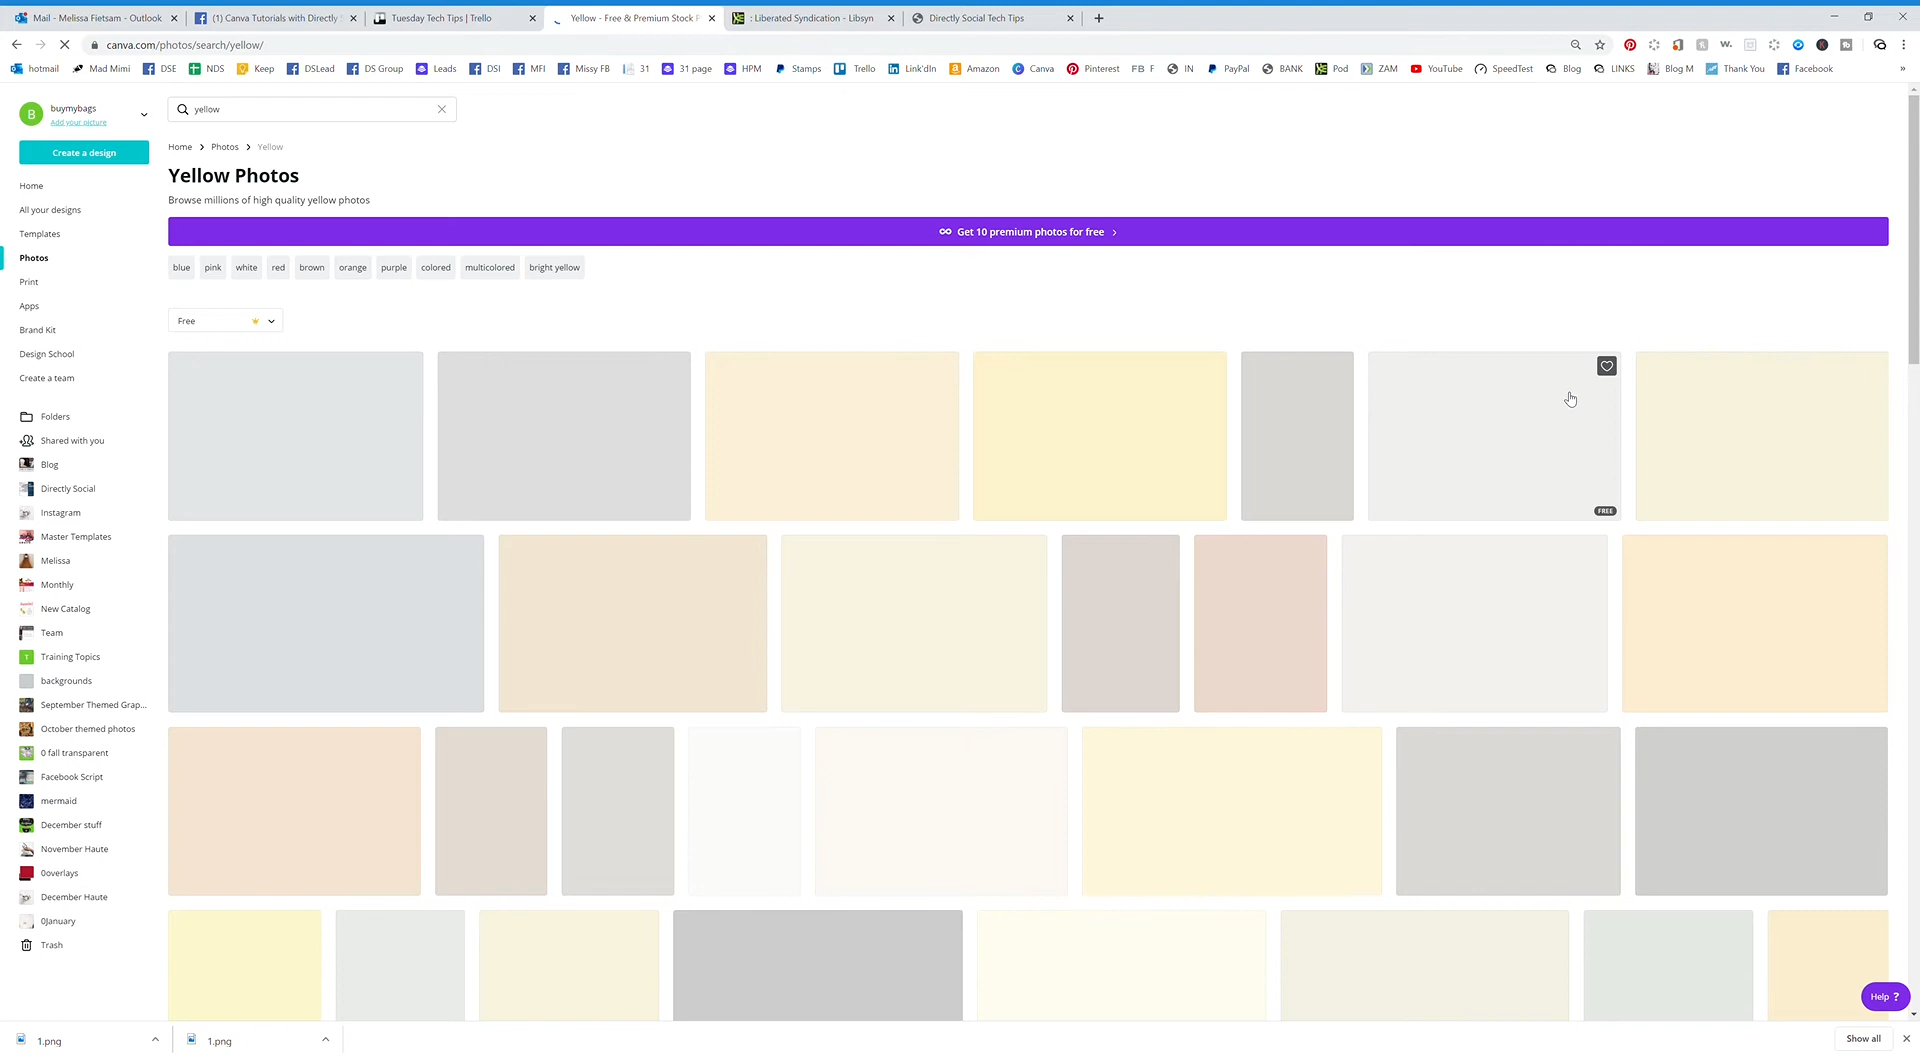 Mail - Melissa Fietsam - Outlook
(1) Canva Tutorials with Directly S
Tuesday Tech Tips | Trello
Yellow - Free & Premium Stock P
: Liberated Syndication - Libsyn
Directly Social Tech Tips
canva.com/photos/search/yellow/
hotmail Mad Mimi DSE NDS Keep DSLead DS Group Leads DSI MFI Missy FB 31 31 page HPM Stamps Trello Link'dIn Amazon Canva Pinterest FB F IN PayPal BANK Pod ZAM YouTube SpeedTest Blog LINKS Blog M Thank You Facebook »
B
buymybags
Add your picture
Create a design
Home
All your designs
Templates
Photos
Print
Apps
Brand Kit
Design School
Create a team
Folders
Shared with you
Blog
Directly Social
Instagram
Master Templates
Melissa
Monthly
New Catalog
Team
T Training Topics
backgrounds
September Themed Grap...
October themed photos
0 fall transparent
Facebook Script
mermaid
December stuff
November Haute
0overlays
December Haute
0January
Trash
yellow
Home > Photos > Yellow
Yellow Photos
Browse millions of high quality yellow photos
Get 10 premium photos for free >
blue pink white red brown orange purple colored multicolored bright yellow
Free
FREE
Help ?
1.png
1.png
Show all